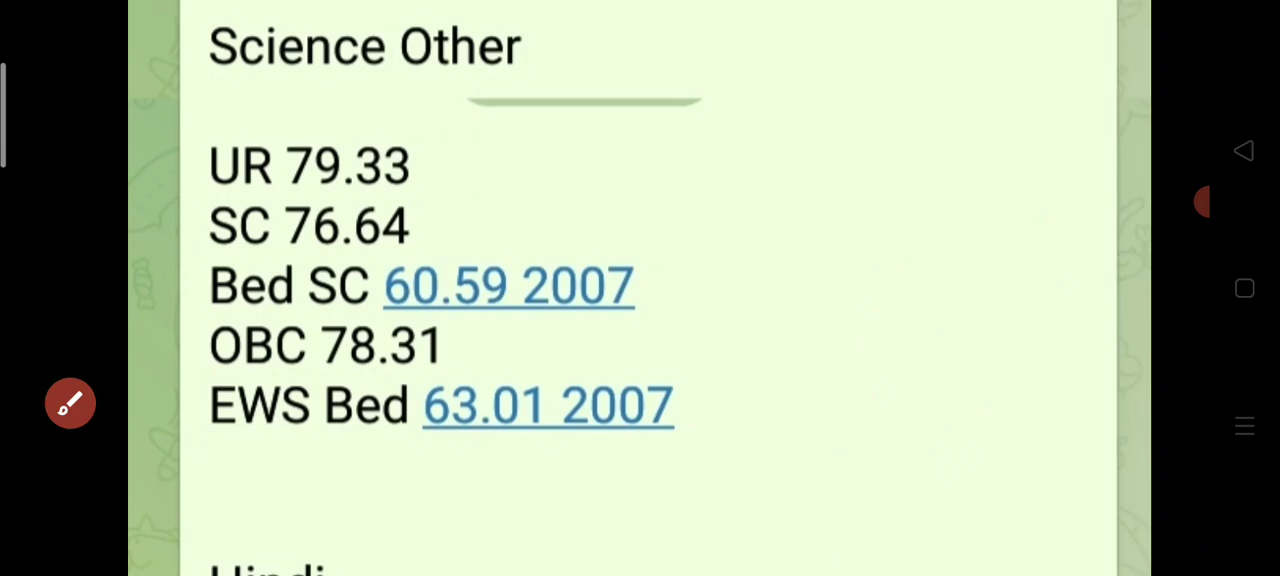 Science Other
UR 79.33
SC 76.64
Bed SC 60.59 2007
OBC 78.31
EWS Bed 63.01 2007